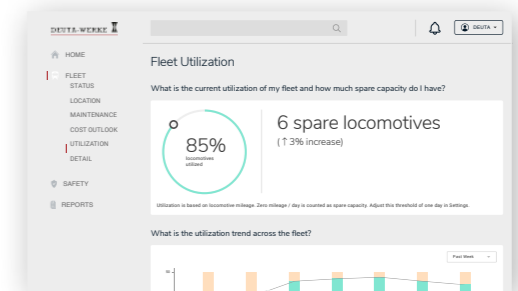 DEUTA-WERKE
DEUTA
HOME
FLEET
STATUS
LOCATION
MAINTENANCE
COST OUTLOOK
UTILIZATION
DETAIL
SAFETY
REPORTS
Fleet Utilization
What is the current utilization of my fleet and how much spare capacity do I have?
85%
locomotives
utilized
6 spare locomotives
(↑3% increase)
Utilization is based on locomotive mileage. Zero mileage / day is counted as spare capacity. Adjust this threshold of one day in Settings.
What is the utilization trend across the fleet?
Past Week